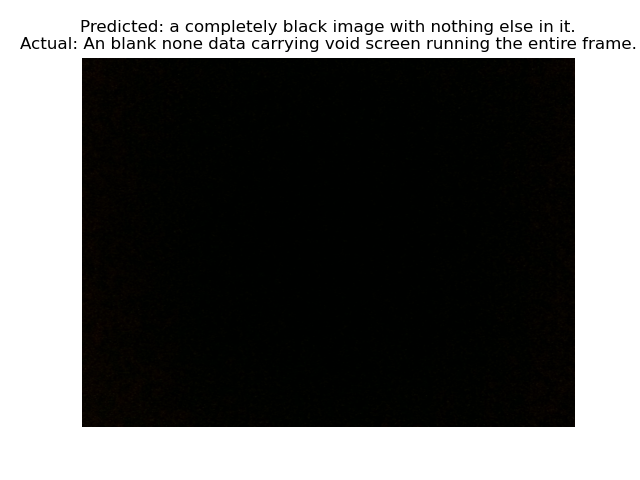 Predicted: a completely black image with nothing else in it.
Actual: An blank none data carrying void screen running the entire frame.